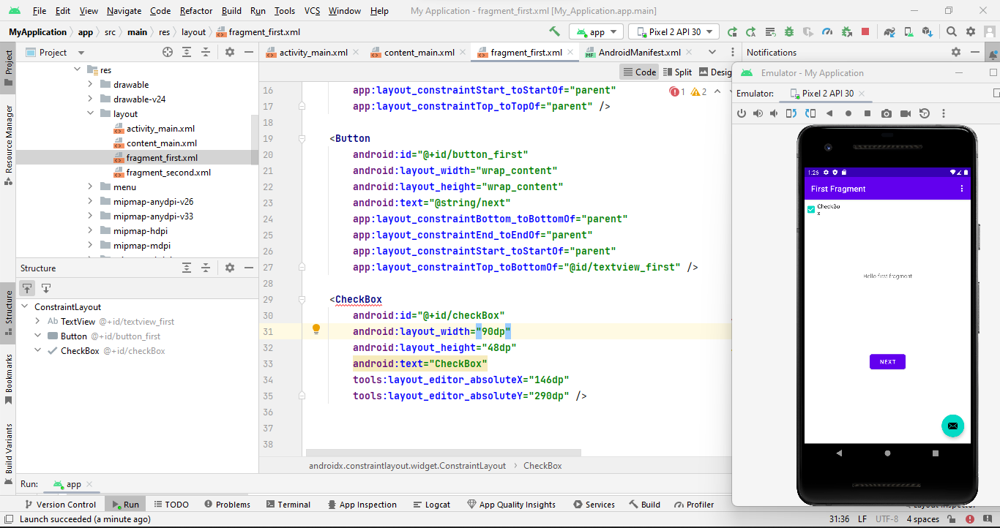 File Edit View Navigate Code Refactor Build Run Tools VCS Window Help My Application - fragment_first.xml [My_Application.app.main]
MyApplication app src main res layout fragment_first.xml app Pixel 2 API 30
Project activity_main.xml content_main.xml fragment_first.xml AndroidManifest.xml Notifications
Code Split Desig
Project
Resource Manager
Structure
Bookmarks
Build Variants
res
drawable
drawable-v24
layout
activity_main.xml
content_main.xml
fragment_first.xml
fragment_second.xml
menu
mipmap-anydpi-v26
mipmap-anydpi-v33
mipmap-hdpi
mipmap-mdpi
Structure
ConstraintLayout
Ab TextView @+id/textview_first
Button @+id/button_first
CheckBox @+id/checkBox
1 2
16 app:layout_constraintStart_toStartOf="parent"
17 app:layout_constraintTop_toTopOf="parent" />
18
19 <Button
20 android:id="@+id/button_first"
21 android:layout_width="wrap_content"
22 android:layout_height="wrap_content"
23 android:text="@string/next"
24 app:layout_constraintBottom_toBottomOf="parent"
25 app:layout_constraintEnd_toEndOf="parent"
26 app:layout_constraintStart_toStartOf="parent"
27 app:layout_constraintTop_toBottomOf="@id/textview_first" />
28
29 <CheckBox
30 android:id="@+id/checkBox"
31 android:layout_width="90dp"
32 android:layout_height="48dp"
33 android:text="CheckBox"
34 tools:layout_editor_absoluteX="146dp"
35 tools:layout_editor_absoluteY="290dp" />
36
37
38
androidx.constraintlayout.widget.ConstraintLayout CheckBox
Emulator - My Application
Emulator: Pixel 2 API 30
1:26
First Fragment
CheckBo
x
Hello first fragment
NEXT
Run: app
Version Control Run TODO Problems Terminal App Inspection Logcat App Quality Insights Services Build Profiler Layout Inspector
Launch succeeded (a minute ago) 31:36 LF UTF-8 4 spaces